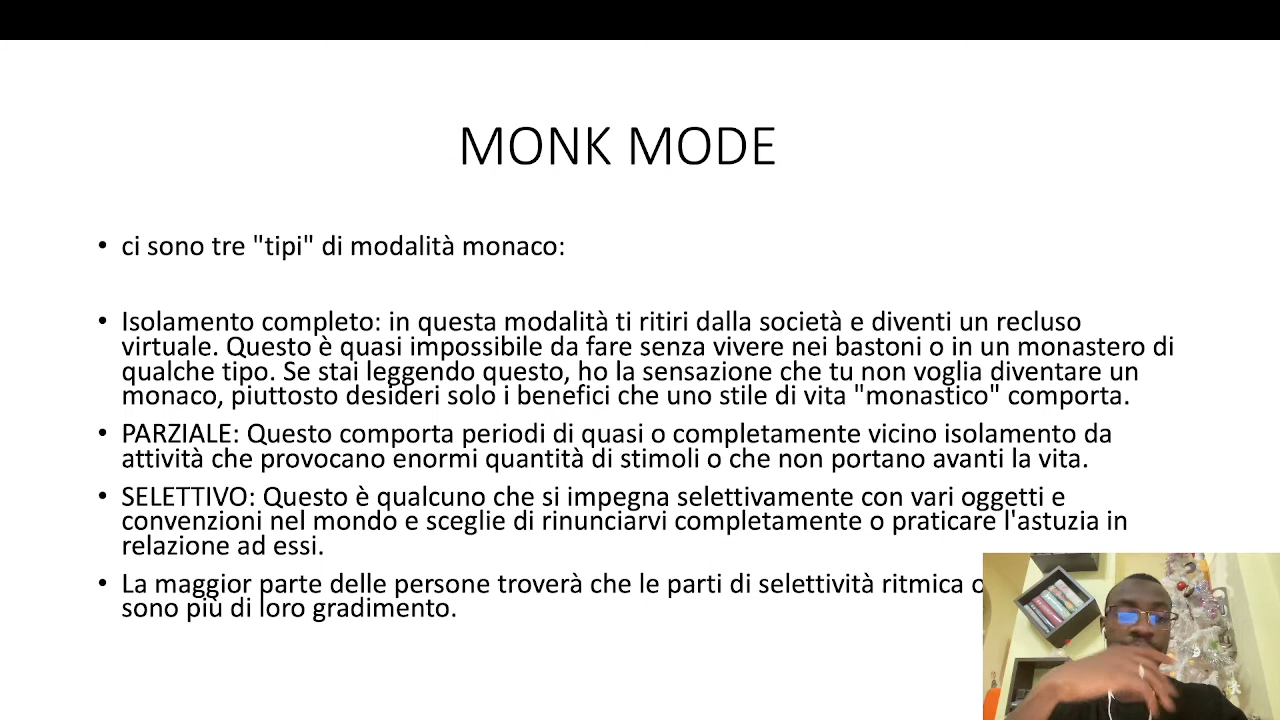 MONK MODE
• ci sono tre "tipi" di modalità monaco:
• Isolamento completo: in questa modalità ti ritiri dalla società e diventi un recluso
virtuale. Questo è quasi impossibile da fare senza vivere nei bastoni o in un monastero di
qualche tipo. Se stai leggendo questo, ho la sensazione che tu non voglia diventare un
monaco, piuttosto desideri solo i benefici che uno stile di vita "monastico" comporta.
• PARZIALE: Questo comporta periodi di quasi o completamente vicino isolamento da
attività che provocano enormi quantità di stimoli o che non portano avanti la vita.
• SELETTIVO: Questo è qualcuno che si impegna selettivamente con vari oggetti e
convenzioni nel mondo e sceglie di rinunciarvi completamente o praticare l'astuzia in
relazione ad essi.
• La maggior parte delle persone troverà che le parti di selettività ritmica o
sono più di loro gradimento.